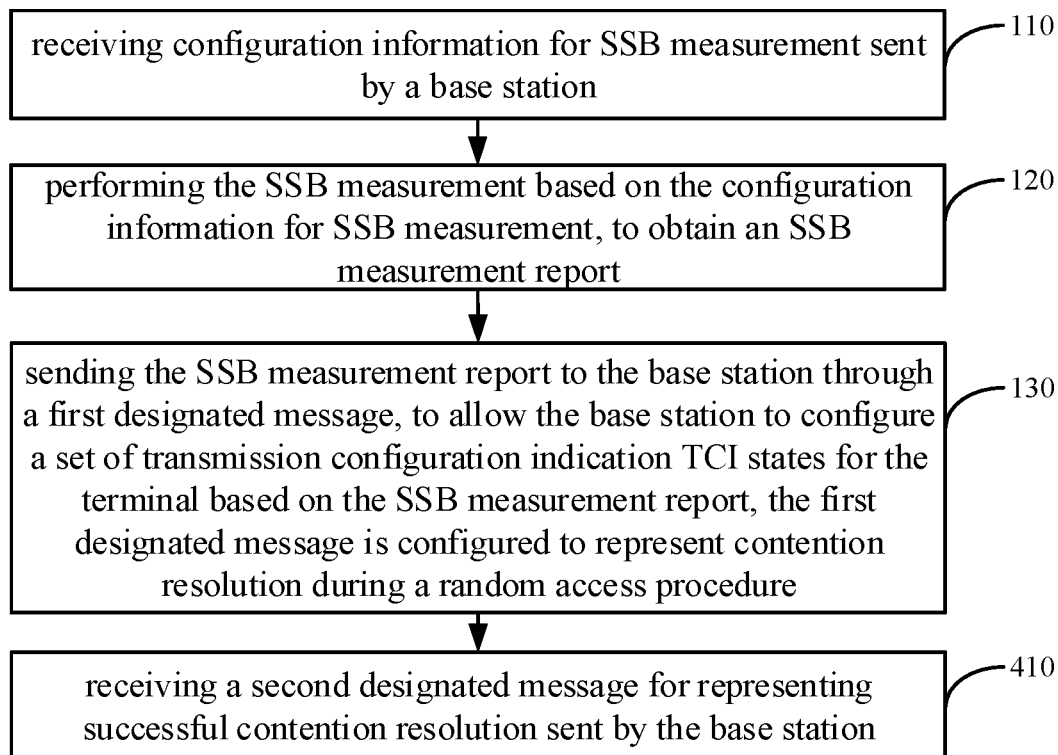 receiving configuration information for SSB measurement sent
by a base station
110
performing the SSB measurement based on the configuration
information for SSB measurement, to obtain an SSB
measurement report
120
sending the SSB measurement report to the base station through
a first designated message, to allow the base station to configure
a set of transmission configuration indication TCI states for the
terminal based on the SSB measurement report, the first
designated message is configured to represent contention
resolution during a random access procedure
130
receiving a second designated message for representing
successful contention resolution sent by the base station
410